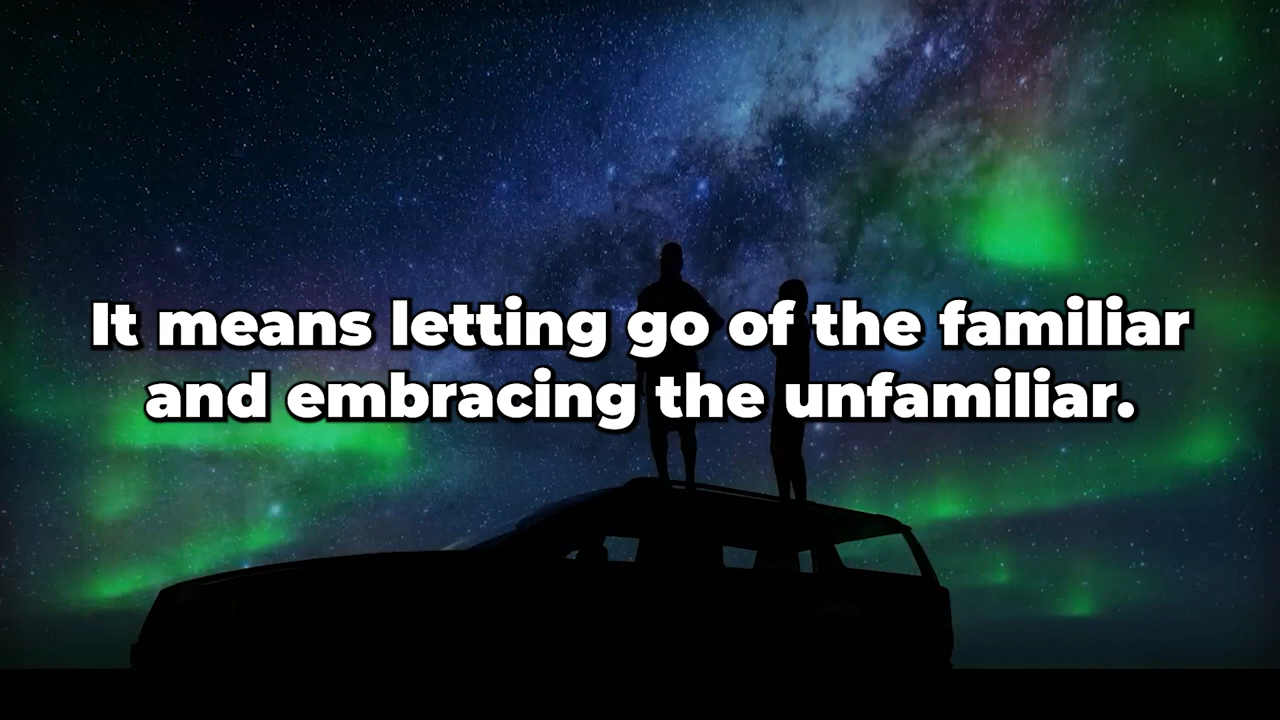 It means letting go of the familiar
and embracing the unfamiliar.